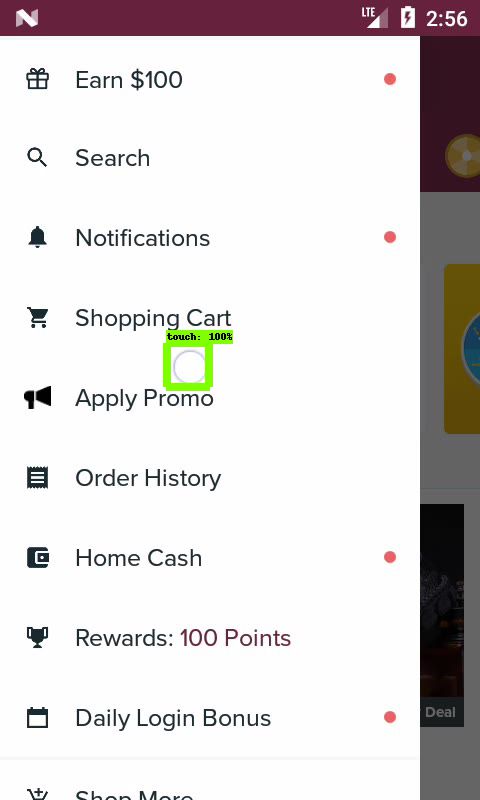 LTE 2:56
Earn $100
Search
Notifications
Shopping Cart
touch: 100%
Apply Promo
Order History
Home Cash
Rewards: 100 Points
Deal
Daily Login Bonus
Shop More